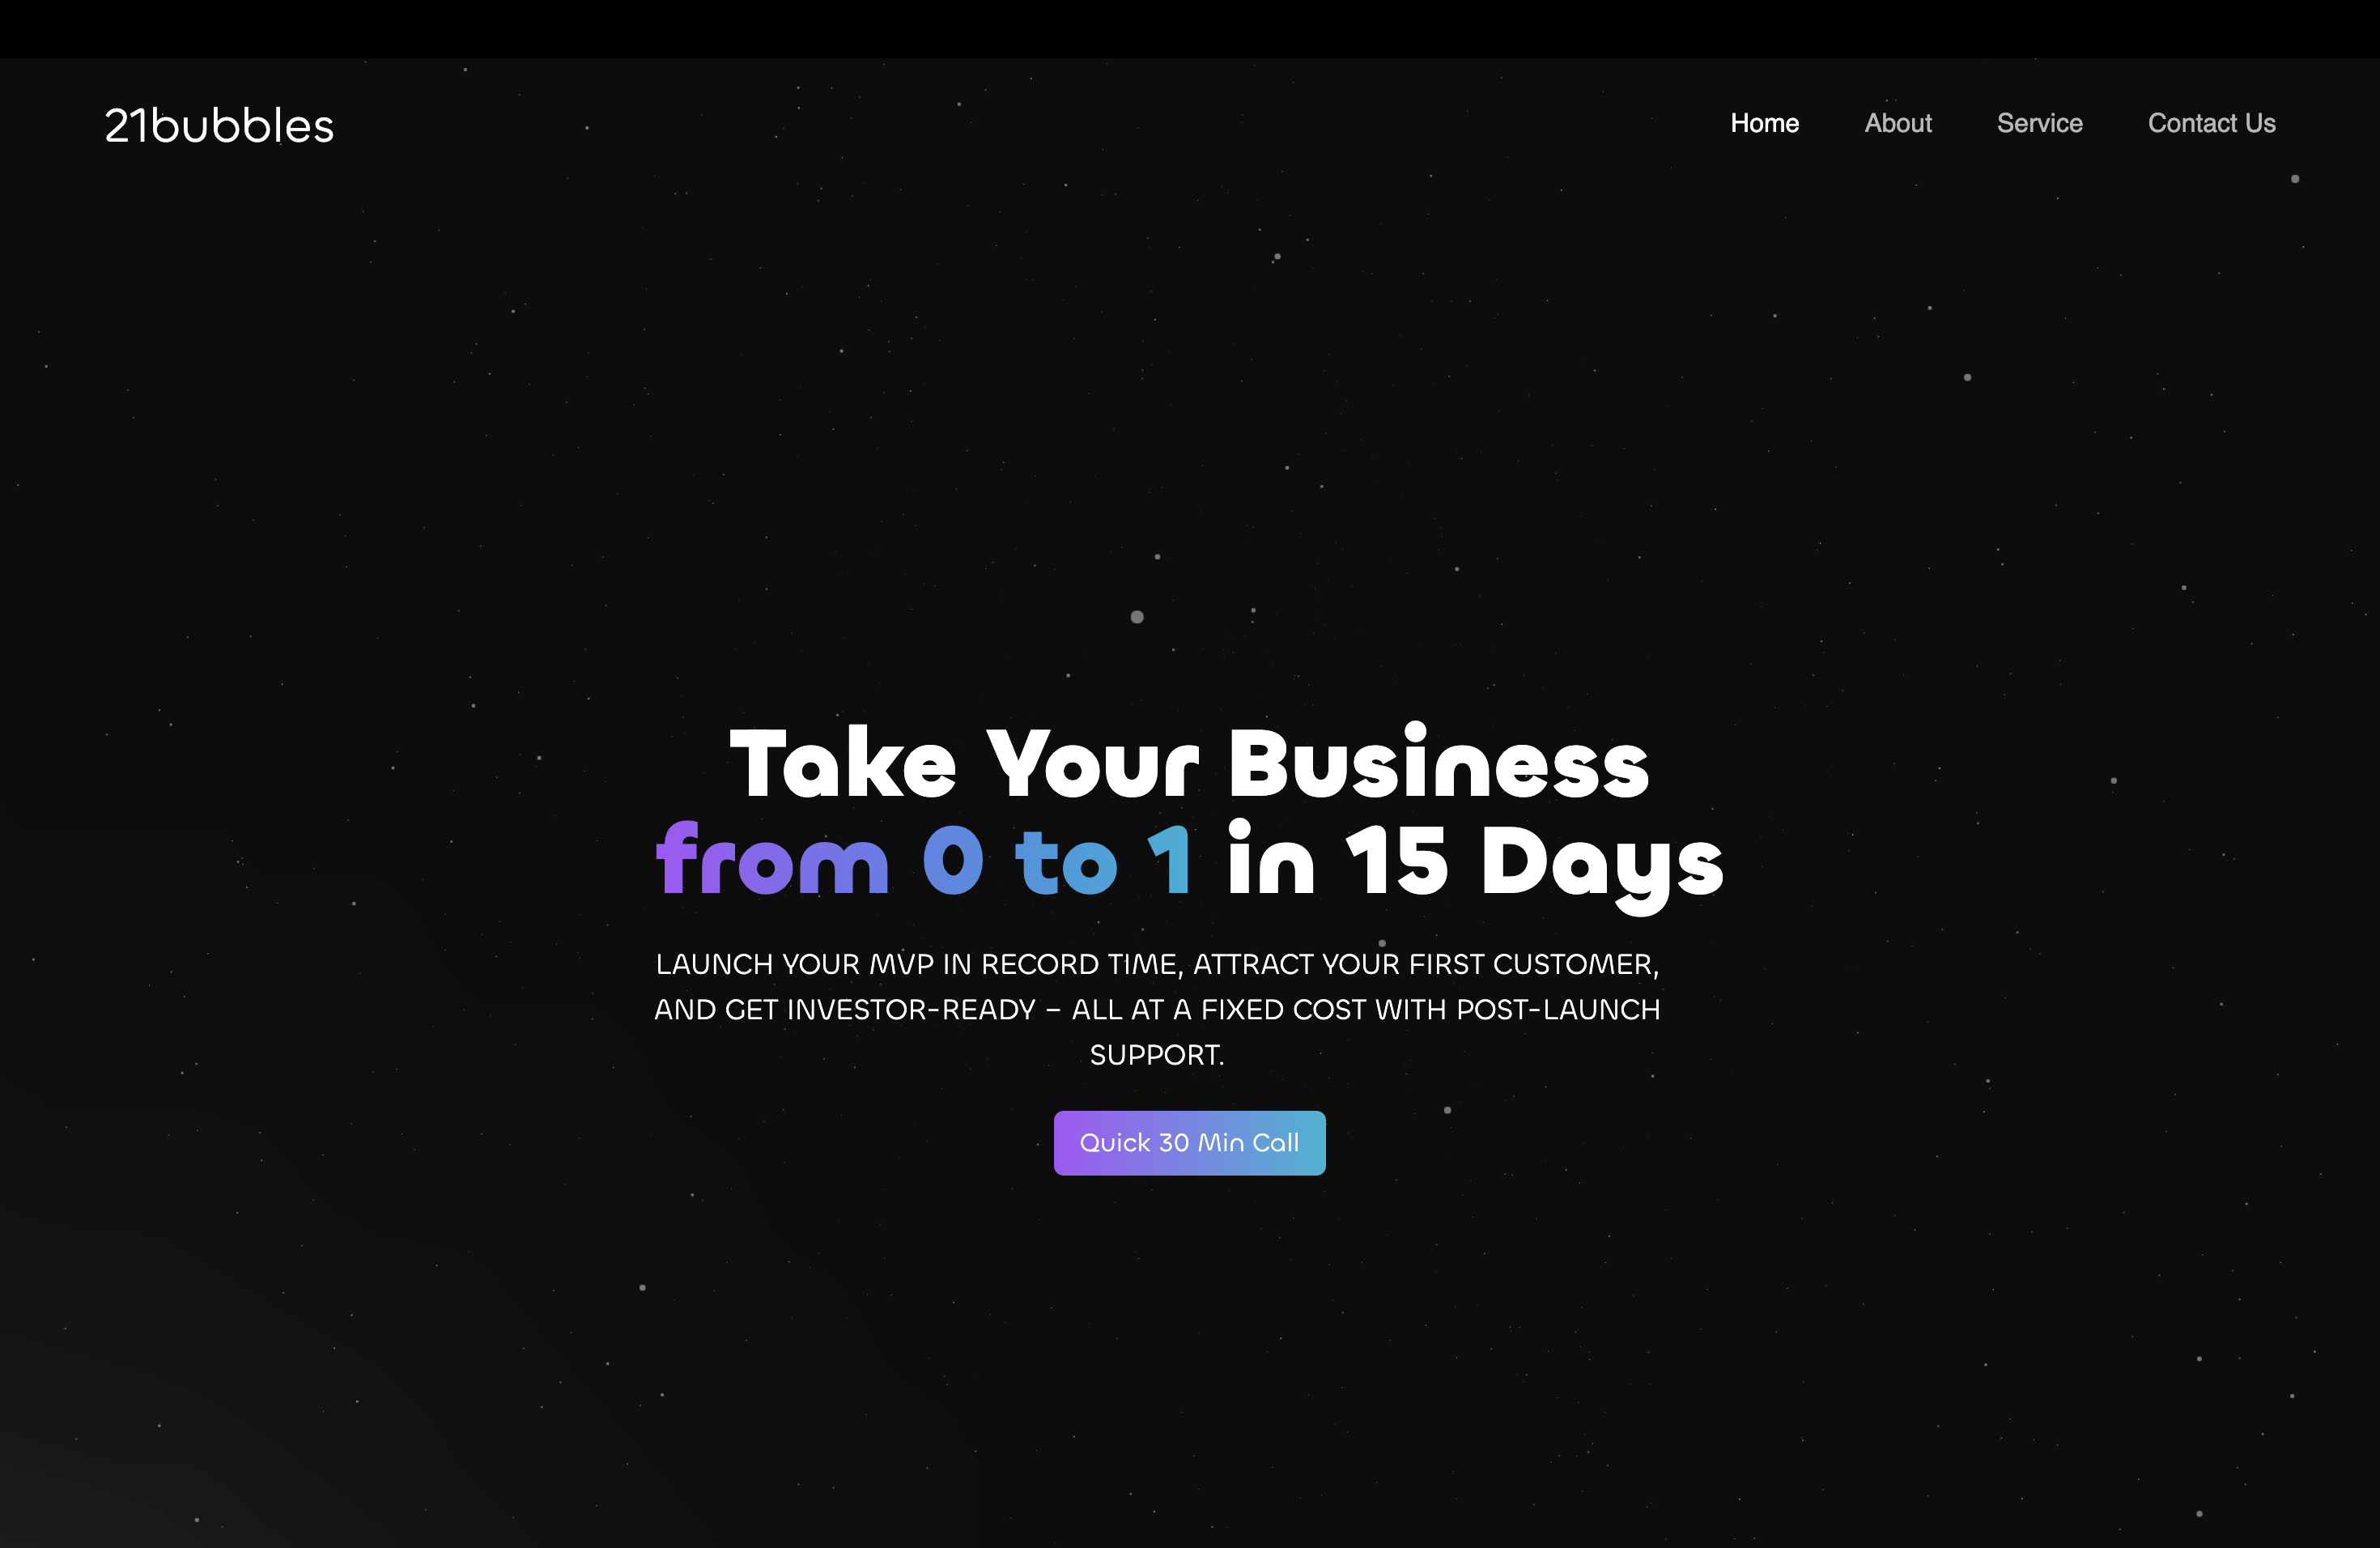 21bubbles
Home About Service Contact Us
Take Your Business
from 0 to 1 in 15 Days
LAUNCH YOUR MVP IN RECORD TIME, ATTRACT YOUR FIRST CUSTOMER,
AND GET INVESTOR-READY – ALL AT A FIXED COST WITH POST-LAUNCH
SUPPORT.
Quick 30 Min Call